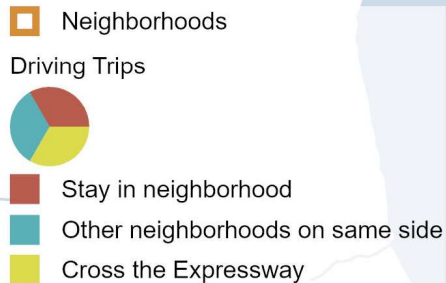 Neighborhoods
Driving Trips
Stay in neighborhood
Other neighborhoods on same side
Cross the Expressway